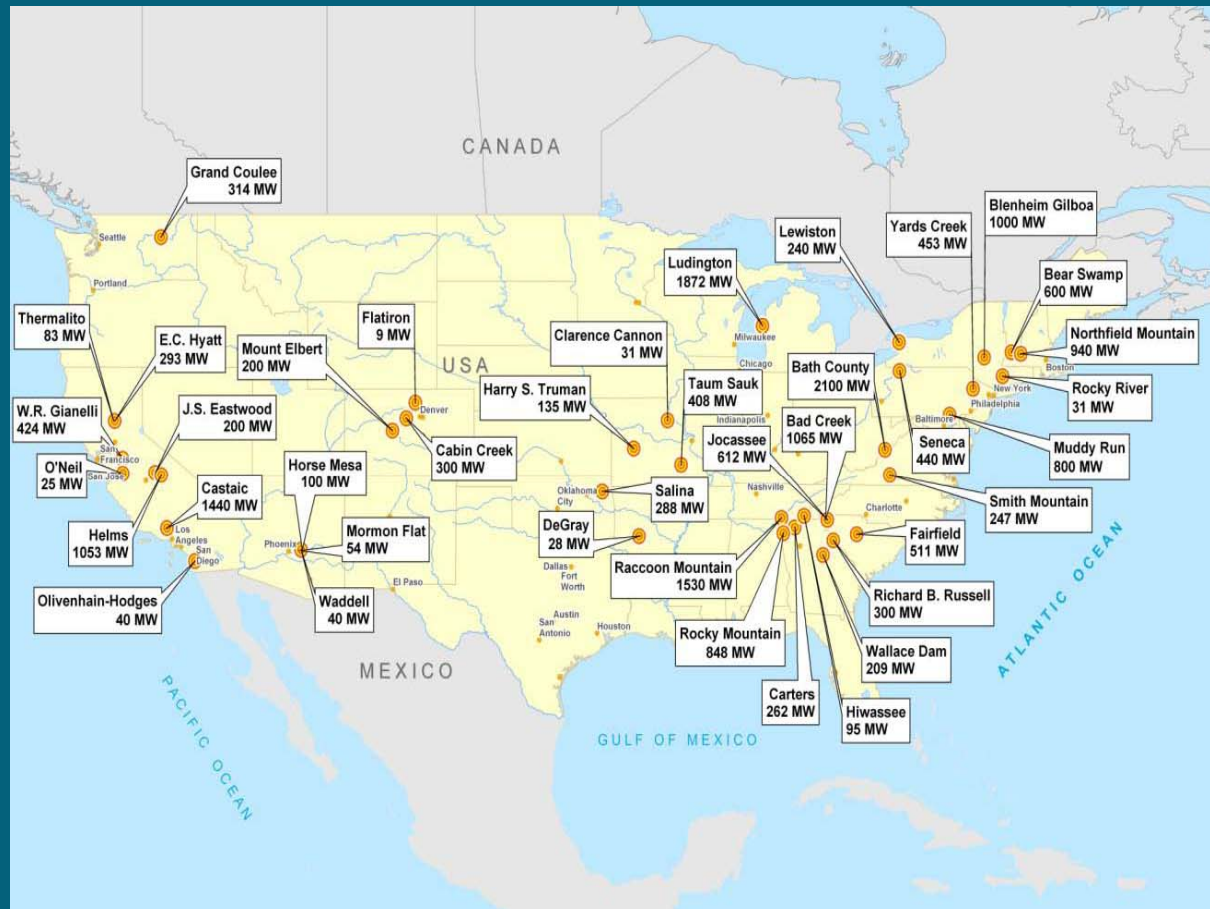 CANADA
Grand Coulee
314 MW
Seattle
Portland
Thermalito
83 MW
E.C. Hyatt
293 MW
W.R. Gianelli
424 MW
J.S. Eastwood
200 MW
San
Francisco
O'Neil
25 MW
San Jose
Helms
1053 MW
Castaic
1440 MW
Los
Angeles
San
Diego
Olivenhain-Hodges
40 MW
Mount Elbert
200 MW
Flatiron
9 MW
Denver
Cabin Creek
300 MW
Horse Mesa
100 MW
Mormon Flat
54 MW
Phoenix
Waddell
40 MW
El Paso
USA
Clarence Cannon
31 MW
Harry S. Truman
135 MW
Ludington
1872 MW
Milwaukee
Chicago
Taum Sauk
408 MW
Indianapolis
Oklahoma
City
Salina
288 MW
DeGray
28 MW
Dallas
Fort
Worth
Austin
San
Antonio
Houston
Nashville
Lewiston
240 MW
Yards Creek
453 MW
Blenheim Gilboa
1000 MW
Bear Swamp
600 MW
Northfield Mountain
940 MW
Boston
Rocky River
31 MW
New York
Philadelphia
Baltimore
Muddy Run
800 MW
Bath County
2100 MW
Bad Creek
1065 MW
Jocassee
612 MW
Seneca
440 MW
Smith Mountain
247 MW
Charlotte
Fairfield
511 MW
Raccoon Mountain
1530 MW
Richard B. Russell
300 MW
Rocky Mountain
848 MW
Wallace Dam
209 MW
Carters
262 MW
Hiwassee
95 MW
MEXICO
GULF OF MEXICO
PACIFIC OCEAN
ATLANTIC OCEAN